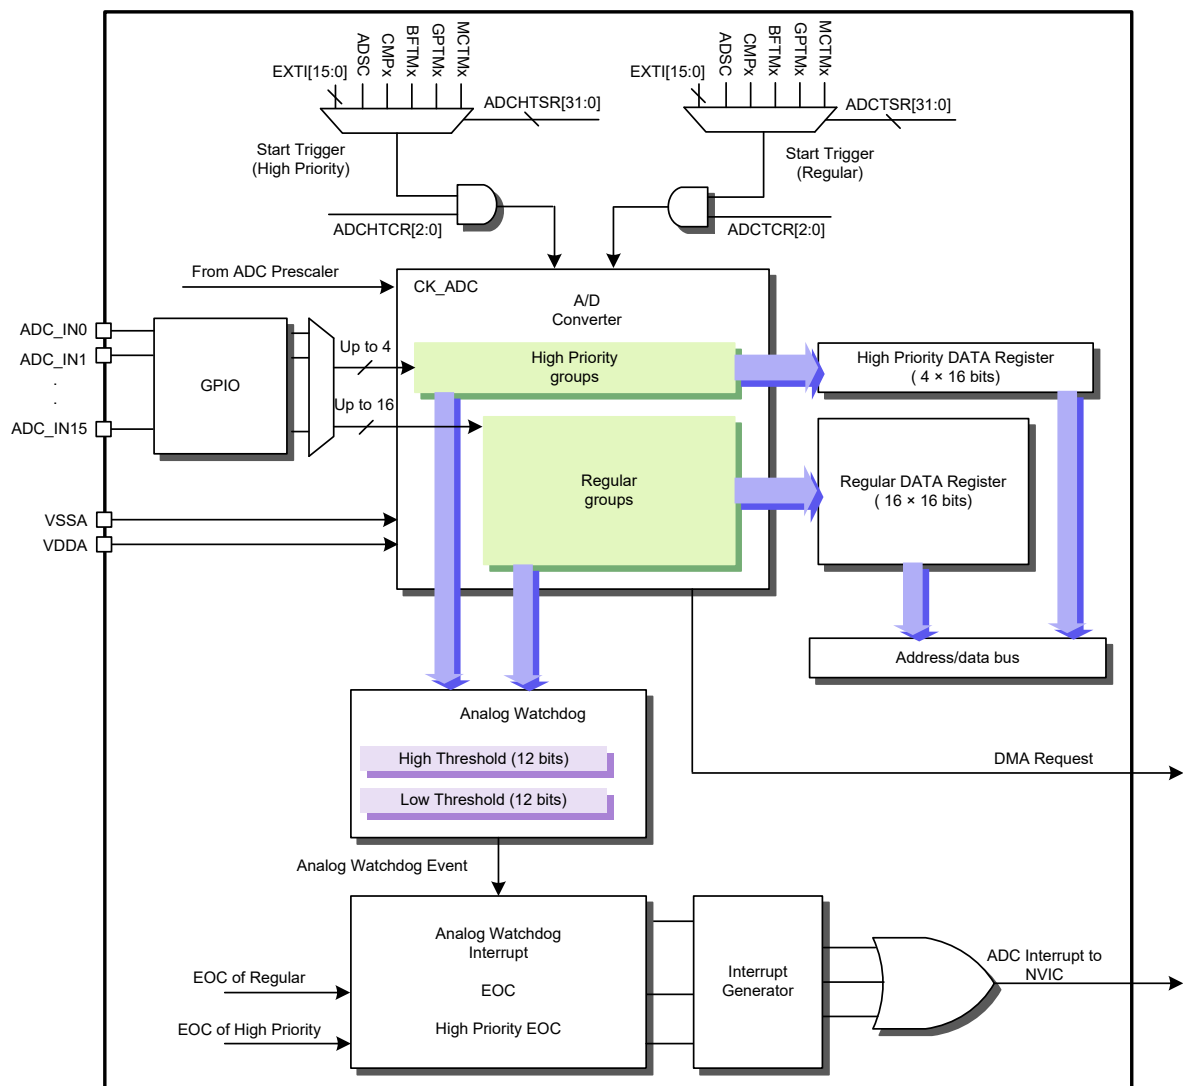 EXTI[15:0]
ADSC
CMPx
BFTMx
GPTMx
MCTMx
ADCHTSR[31:0]
EXTI[15:0]
ADSC
CMPx
BFTMx
GPTMx
MCTMx
ADCTSR[31:0]
Start Trigger
(High Priority)
Start Trigger
(Regular)
ADCHTCR[2:0]
ADCTCR[2:0]
From ADC Prescaler
CK_ADC
A/D
Converter
ADC_IN0
ADC_IN1
.
.
ADC_IN15
GPIO
Up to 4
Up to 16
High Priority
groups
High Priority DATA Register
( 4 × 16 bits)
Regular
groups
Regular DATA Register
( 16 × 16 bits)
VSSA
VDDA
Address/data bus
Analog Watchdog
High Threshold (12 bits)
Low Threshold (12 bits)
DMA Request
Analog Watchdog Event
Analog Watchdog
Interrupt
EOC
High Priority EOC
EOC of Regular
EOC of High Priority
Interrupt
Generator
ADC Interrupt to
NVIC